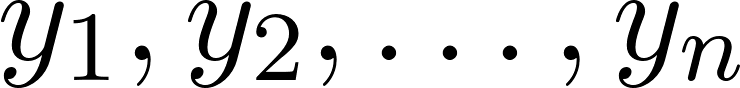 y₁, y₂, . . . , yₙ